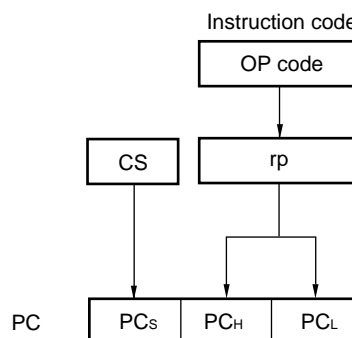 Instruction code
OP code
CS
rp
PC
PCS
PCH
PCL